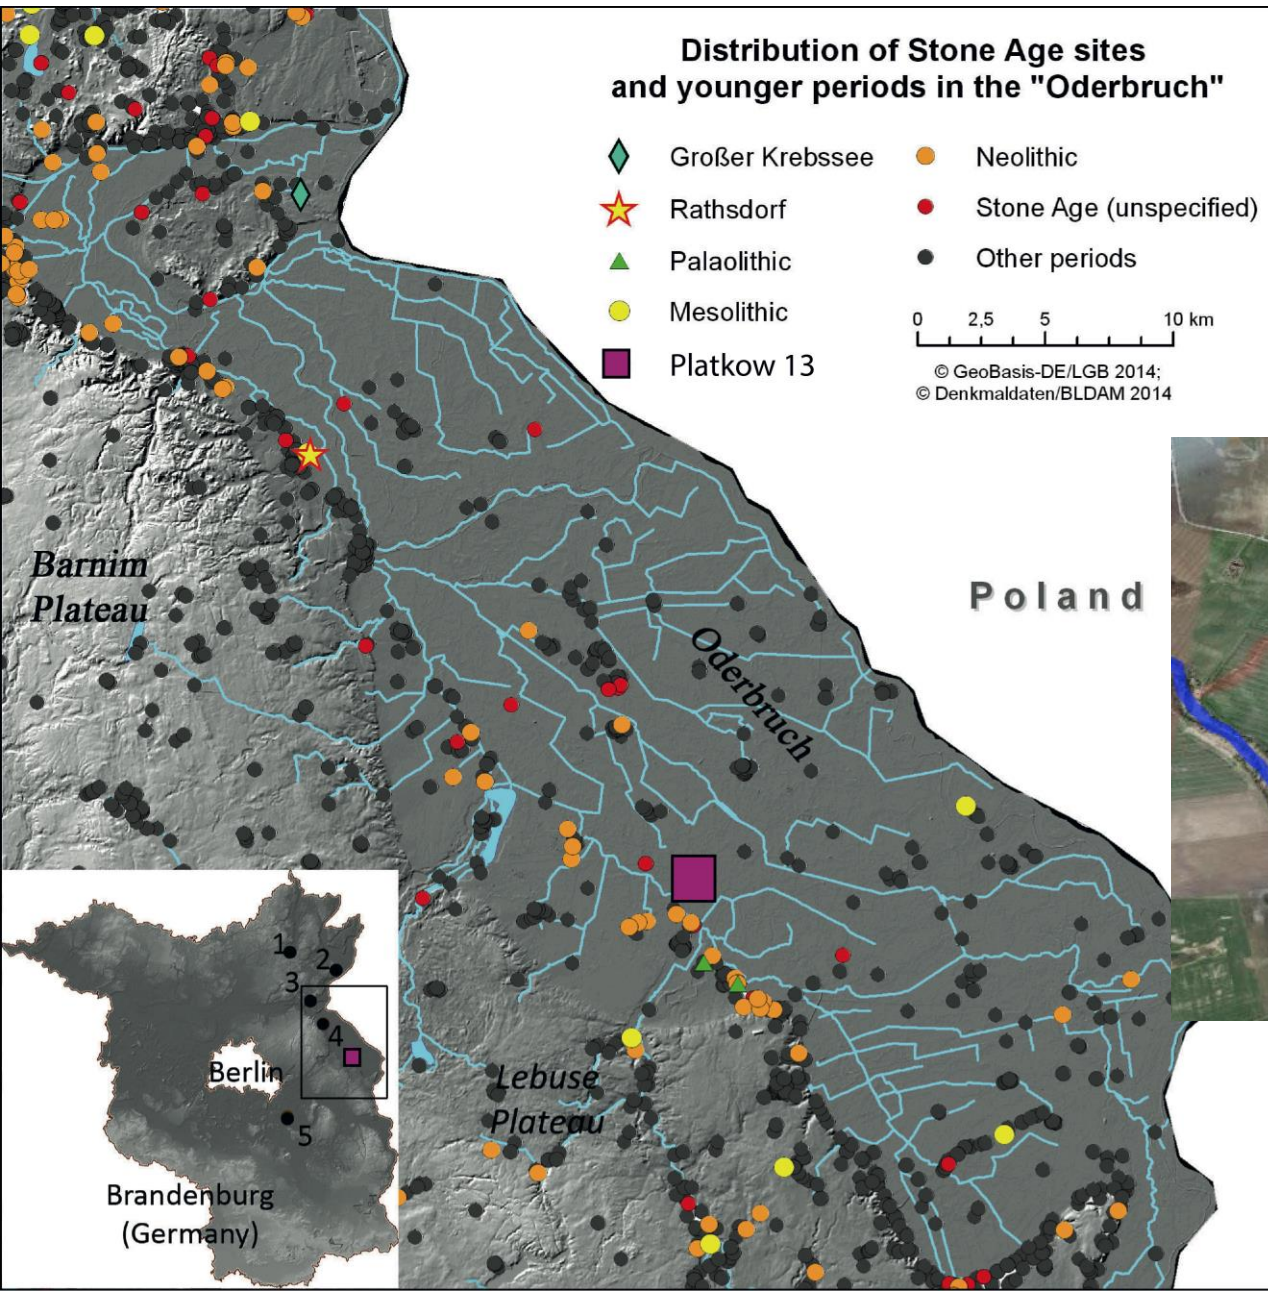 Distribution of Stone Age sites
and younger periods in the "Oderbruch"
Großer Krebssee
Rathsdorf
Palaolithic
Mesolithic
Platkow 13
Neolithic
Stone Age (unspecified)
Other periods
0 2,5 5 10 km
© GeoBasis-DE/LGB 2014;
© Denkmaldaten/BLDAM 2014
Barnim
Plateau
Poland
Oderbruch
Lebuse
Plateau
1
2
3
4
Berlin
5
Brandenburg
(Germany)